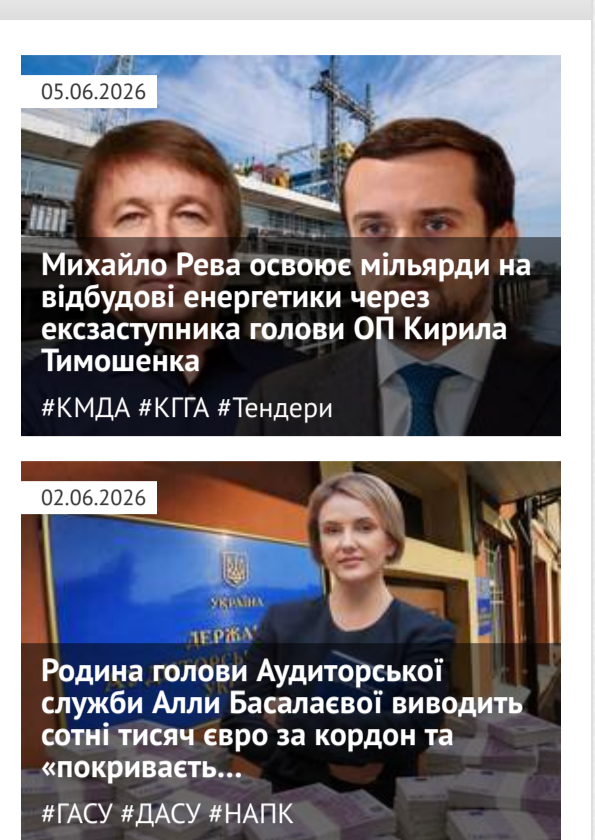 05.06.2026
Михайло Рева освоює мільярди на
відбудові енергетики через
ексзаступника голови ОП Кирила
Тимошенка
#КМДА #КГГА #Тендери
02.06.2026
УКРАЇНА
Родина голови Аудиторської
служби Алли Басалаєвої виводить
сотні тисяч євро за кордон та
«покриваєть...
#ГАСУ #ДАСУ #НАПК